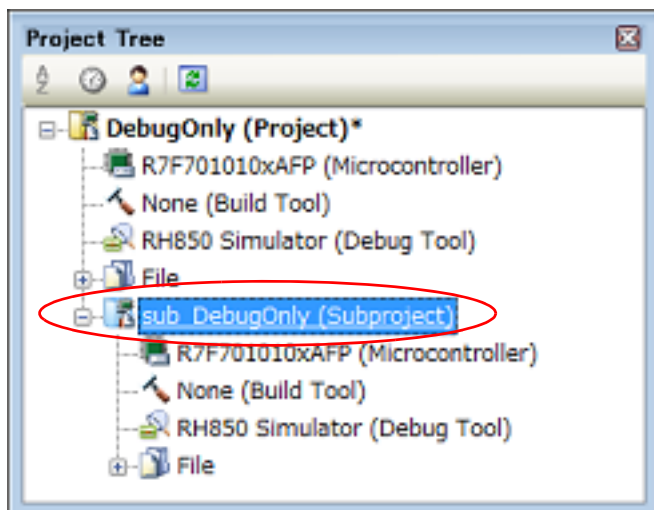 Project Tree
DebugOnly (Project)*
R7F701010xAFP (Microcontroller)
None (Build Tool)
RH850 Simulator (Debug Tool)
File
sub_DebugOnly (Subproject)
R7F701010xAFP (Microcontroller)
None (Build Tool)
RH850 Simulator (Debug Tool)
File